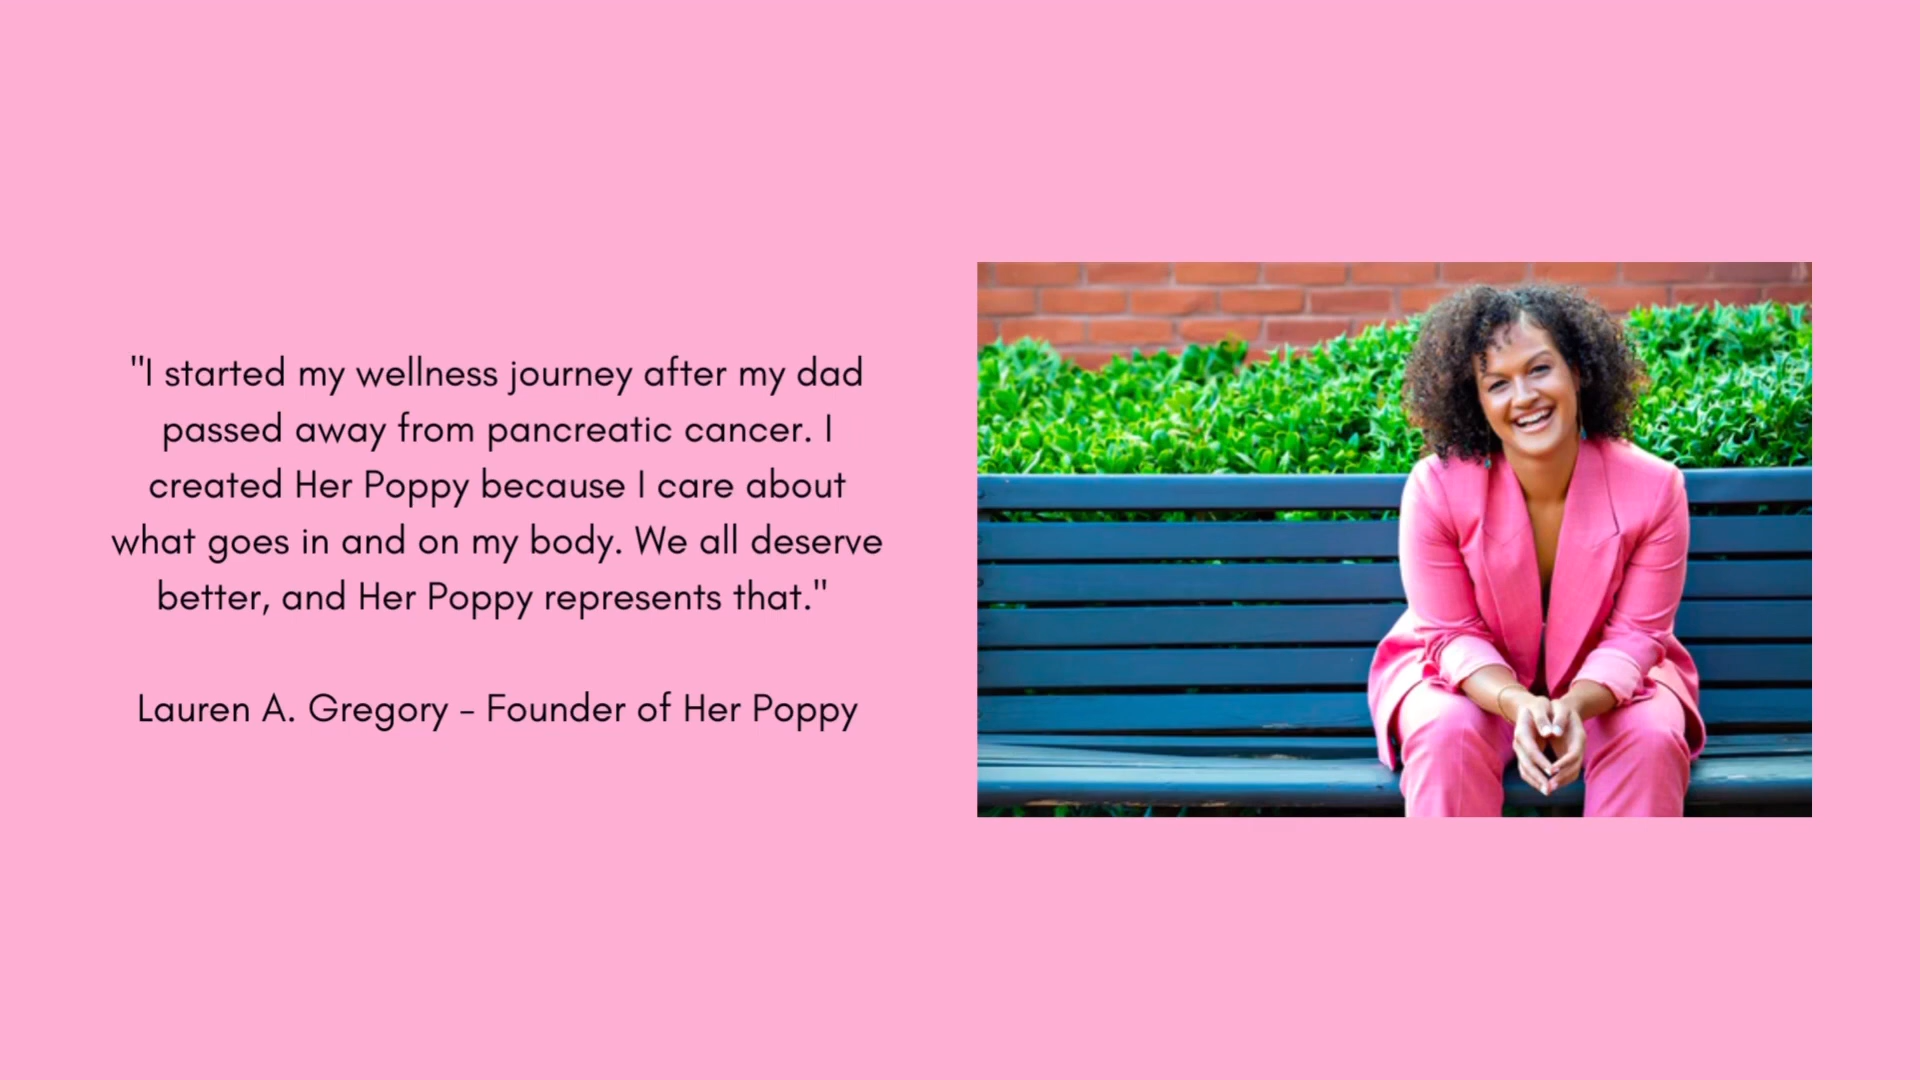 "I started my wellness journey after my dad
passed away from pancreatic cancer. I
created Her Poppy because I care about
what goes in and on my body. We all deserve
better, and Her Poppy represents that."
Lauren A. Gregory - Founder of Her Poppy